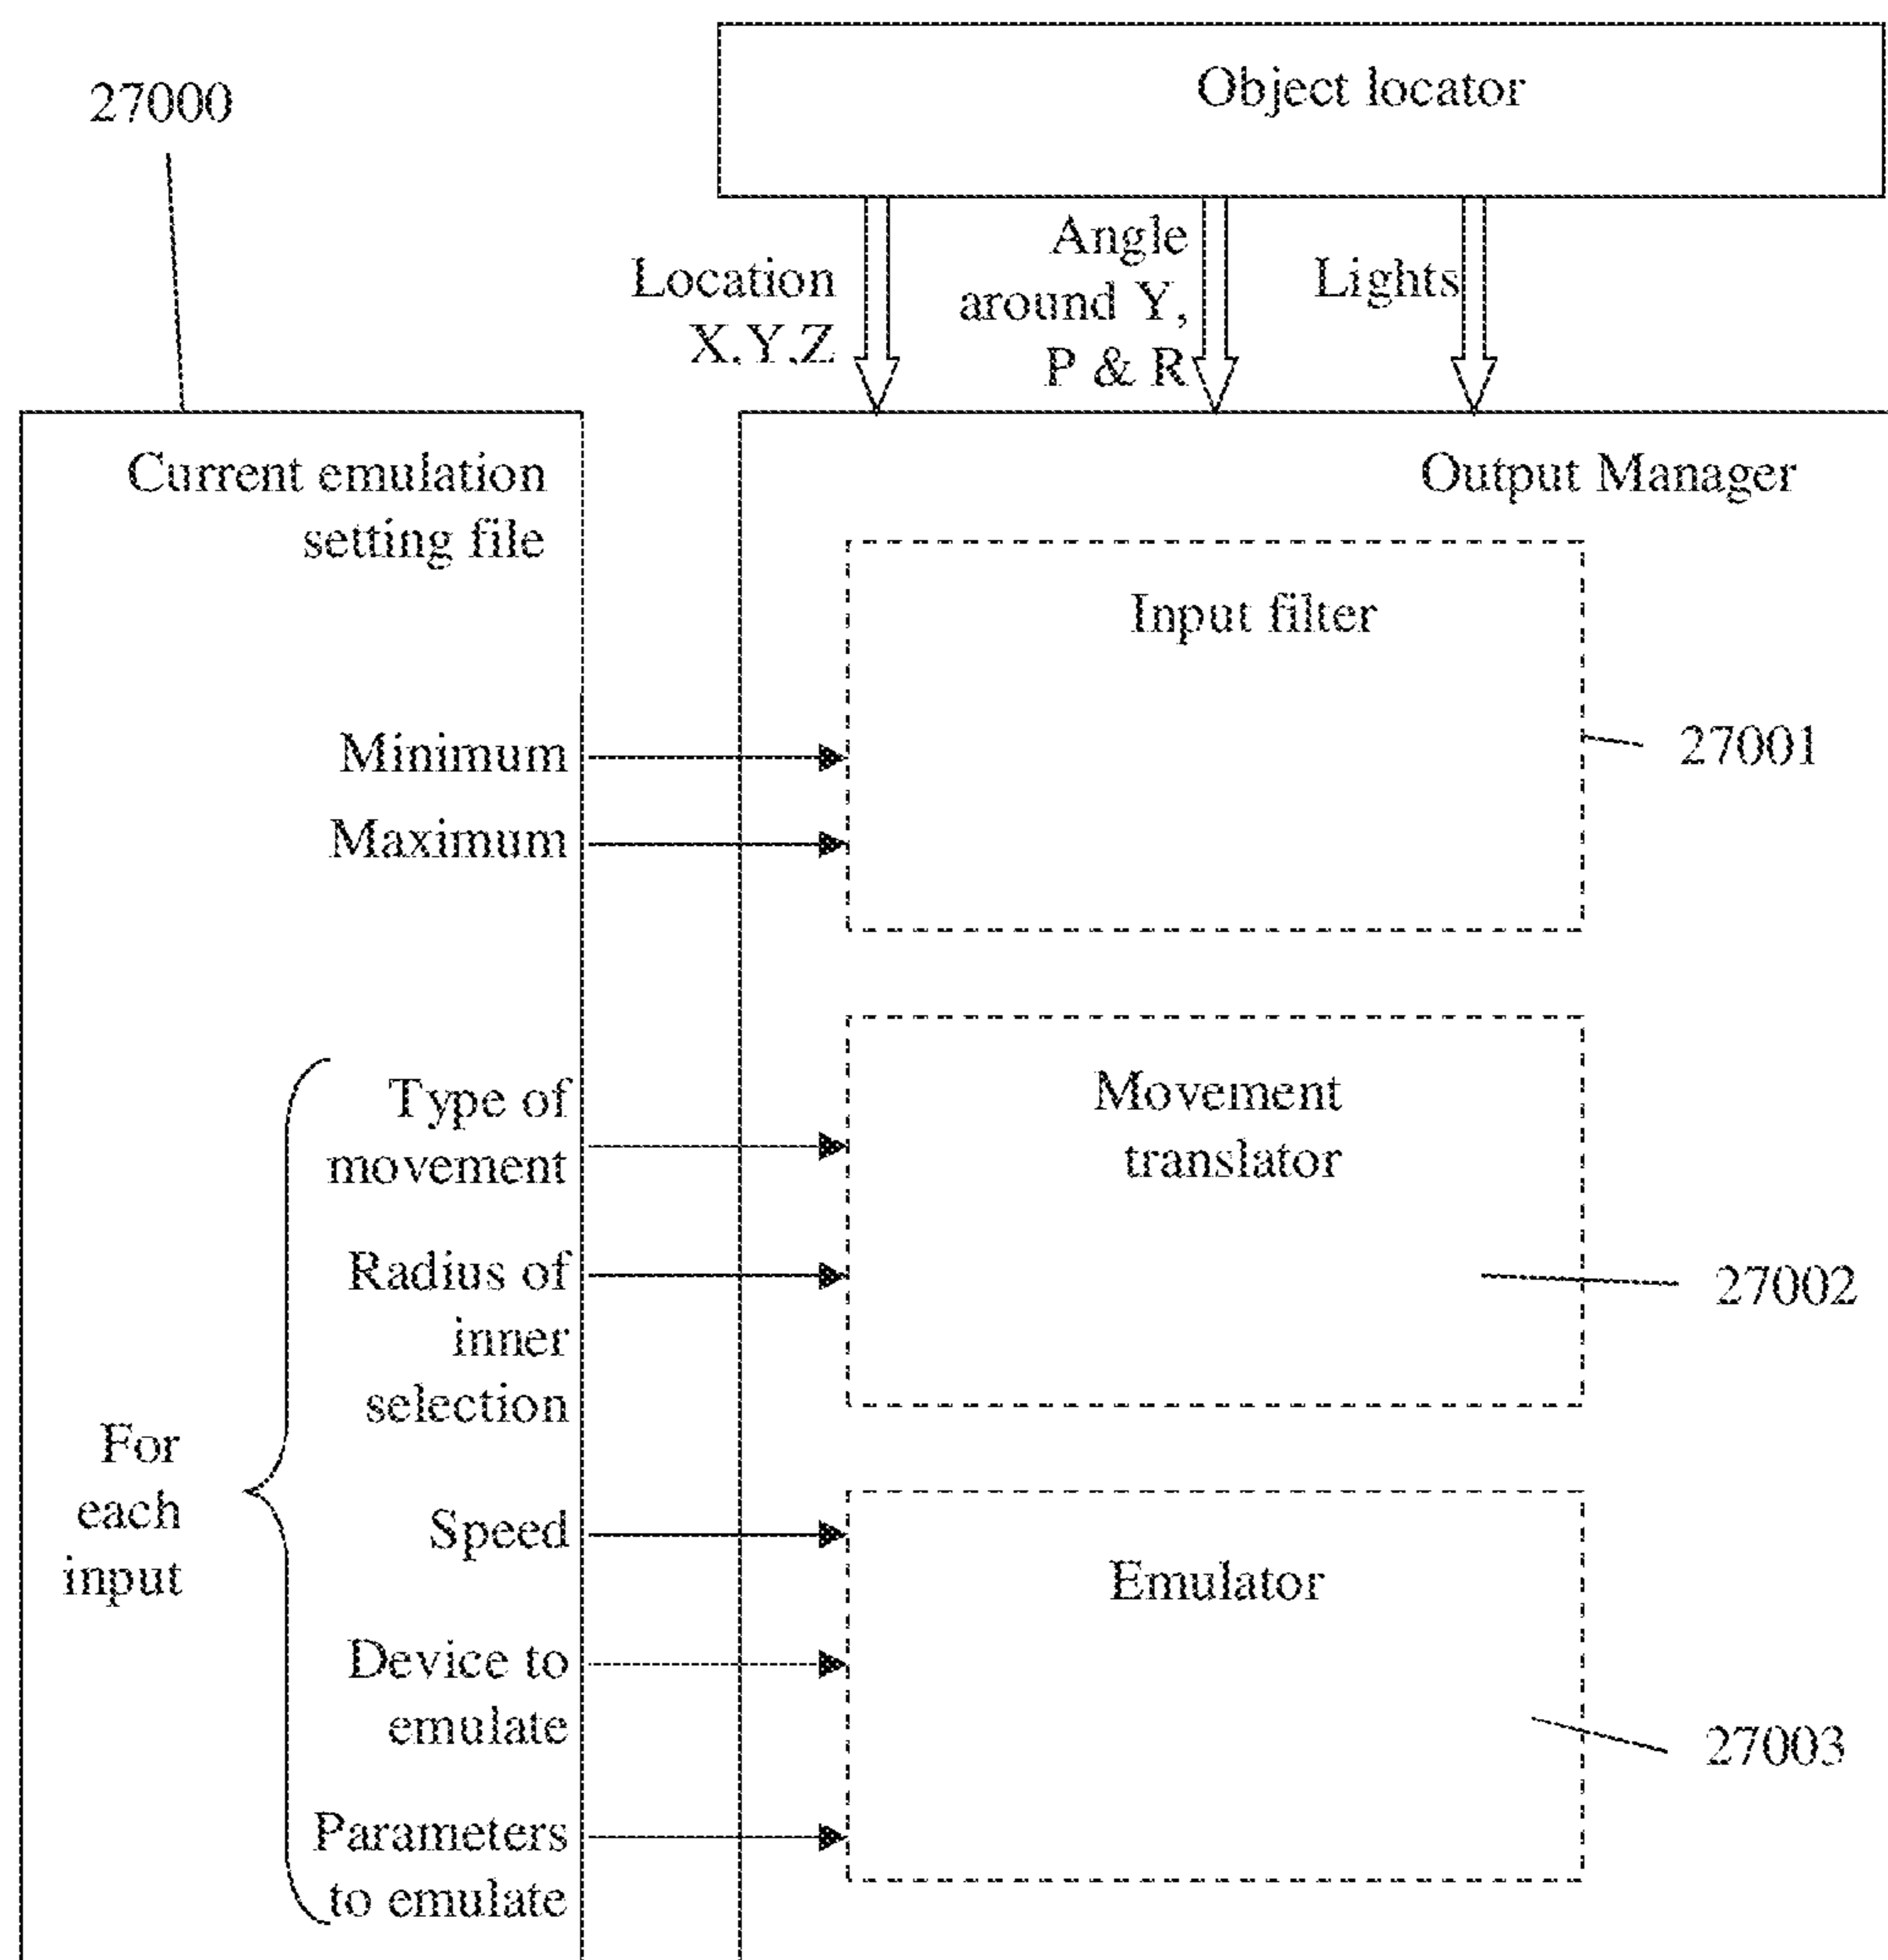 Object locator
27000
Location
X,Y,Z
Angle
around Y,
P & R
Lights
Current emulation
setting file
Output Manager
Input filter
Minimum
Maximum
27001
Type of
movement
Movement
translator
Radius of
inner
selection
27002
For
each
input
Speed
Emulator
Device to
emulate
27003
Parameters
to emulate